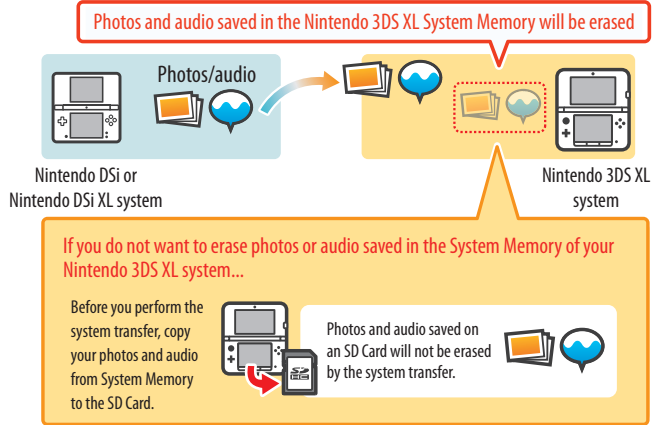 Photos and audio saved in the Nintendo 3DS XL System Memory will be erased
Photos/audio
Nintendo DSi or
Nintendo DSi XL system
Nintendo 3DS XL
system
If you do not want to erase photos or audio saved in the System Memory of your
Nintendo 3DS XL system...
Before you perform the
system transfer, copy
your photos and audio
from System Memory
to the SD Card.
SD
HC
Photos and audio saved on
an SD Card will not be erased
by the system transfer.